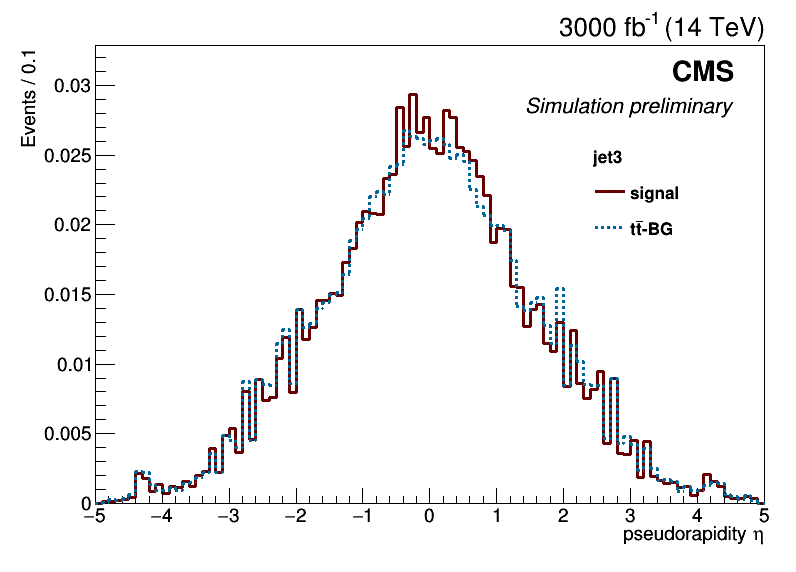 3000 fb⁻¹ (14 TeV)
Events / 0.1
CMS
Simulation preliminary
jet3
signal
tt̄-BG
0.03
0.025
0.02
0.015
0.01
0.005
0
−5 −4 −3 −2 −1 0 1 2 3 4 5
pseudorapidity η